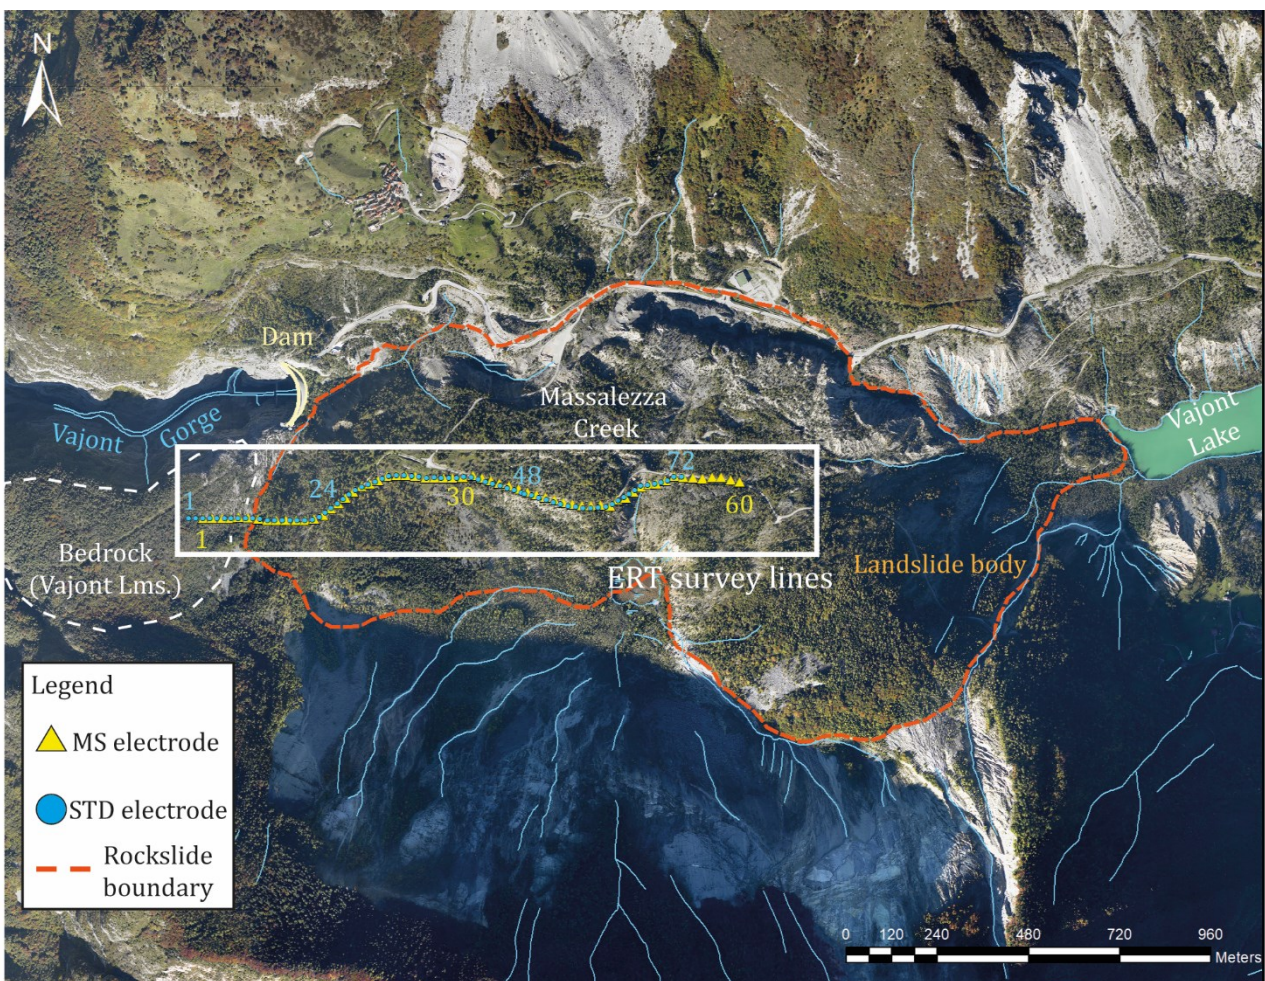 N
Dam
Massalezza
Creek
Vajont
Lake
Vajont
Gorge
1
24
48
72
1
30
60
Bedrock
(Vajont Lms.)
ERT survey lines
Landslide body
Legend
MS electrode
STD electrode
Rockslide
boundary
0 120 240 480 720 960
Meters